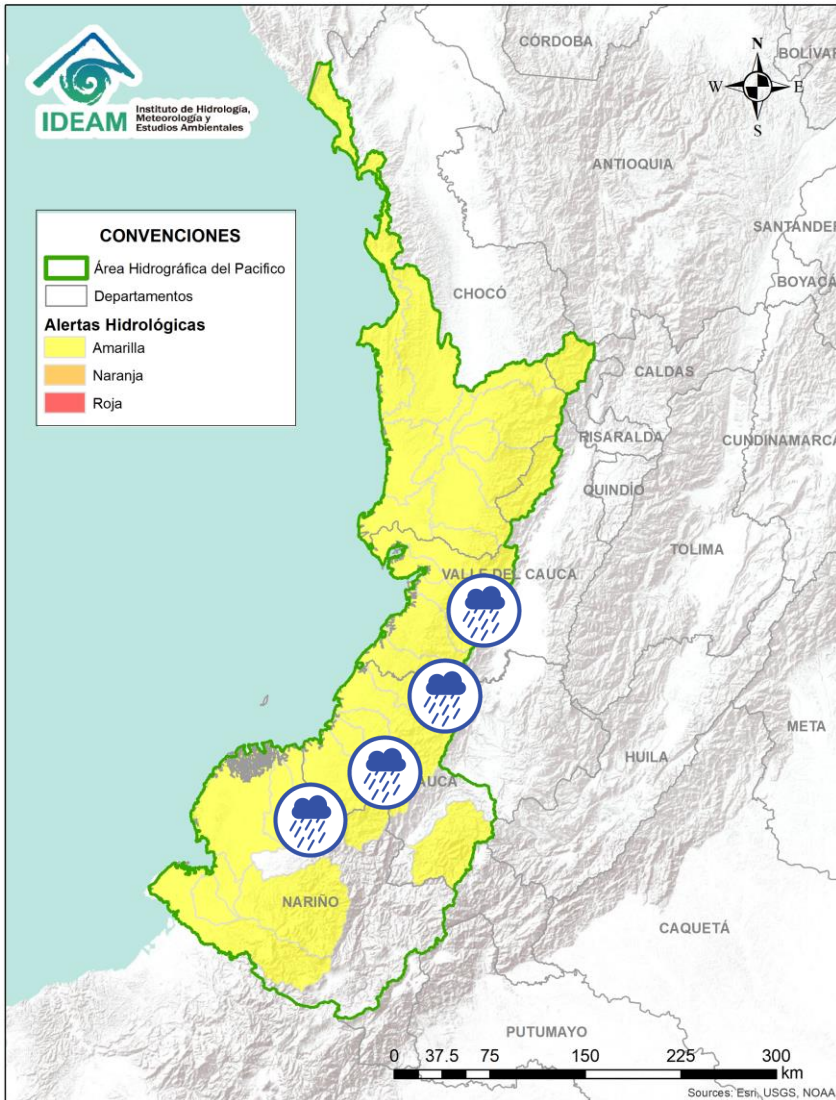 IDEAM
Instituto de Hidrología,
Meteorología y
Estudios Ambientales
CÓRDOBA
BOLÍVAR
N
W
E
S
ANTIOQUIA
SANTANDER
BOYACÁ
CONVENCIONES
Área Hidrográfica del Pacifico
Departamentos
Alertas Hidrológicas
Amarilla
Naranja
Roja
CHOCÓ
CALDAS
RISARALDA
CUNDINAMARCA
QUINDÍO
TOLIMA
VALLE DEL CAUCA
META
HUILA
AUCA
NARIÑO
CAQUETÁ
PUTUMAYO
0 37.5 75 150 225 300
km
Sources: Esri, USGS, NOAA